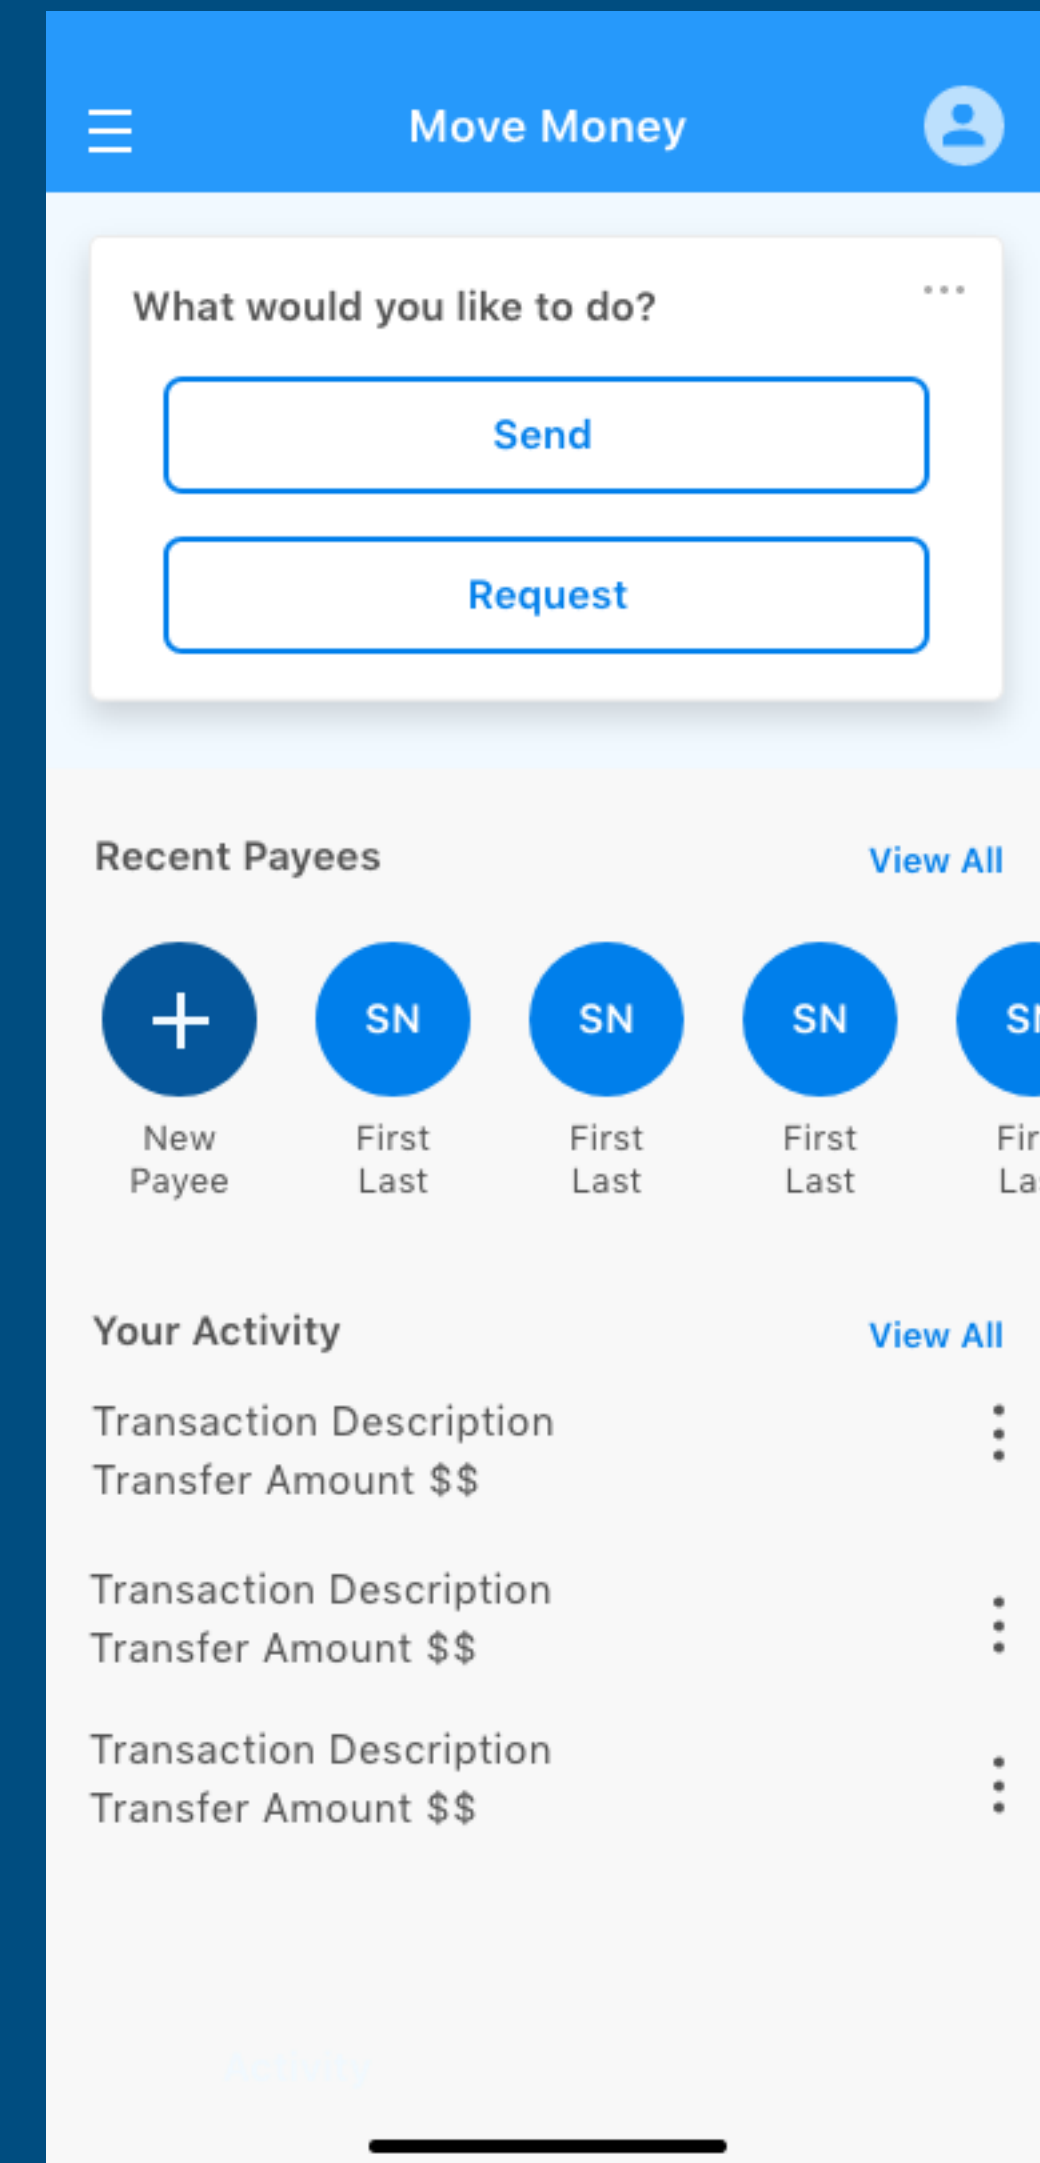 Move Money
What would you like to do?
Send
Request
Recent Payees
View All
SN
SN
SN
SN
New
Payee
First
Last
First
Last
First
Last
Your Activity
View All
Transaction Description
Transfer Amount $$
Transaction Description
Transfer Amount $$
Transaction Description
Transfer Amount $$
Activity